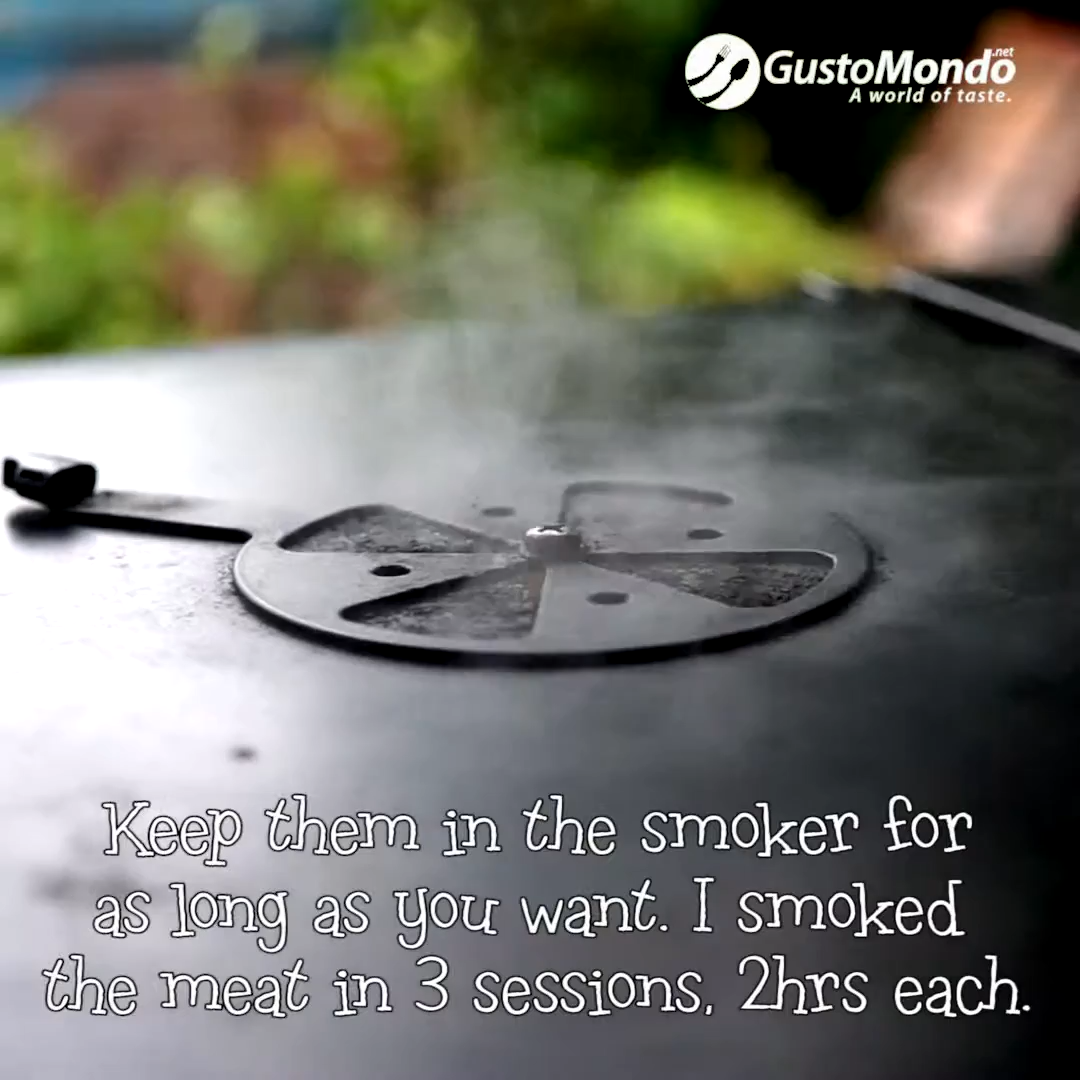 GustoMondo.net
A world of taste.
Keep them in the smoker for
as long as you want. I smoked
the meat in 3 sessions, 2hrs each.